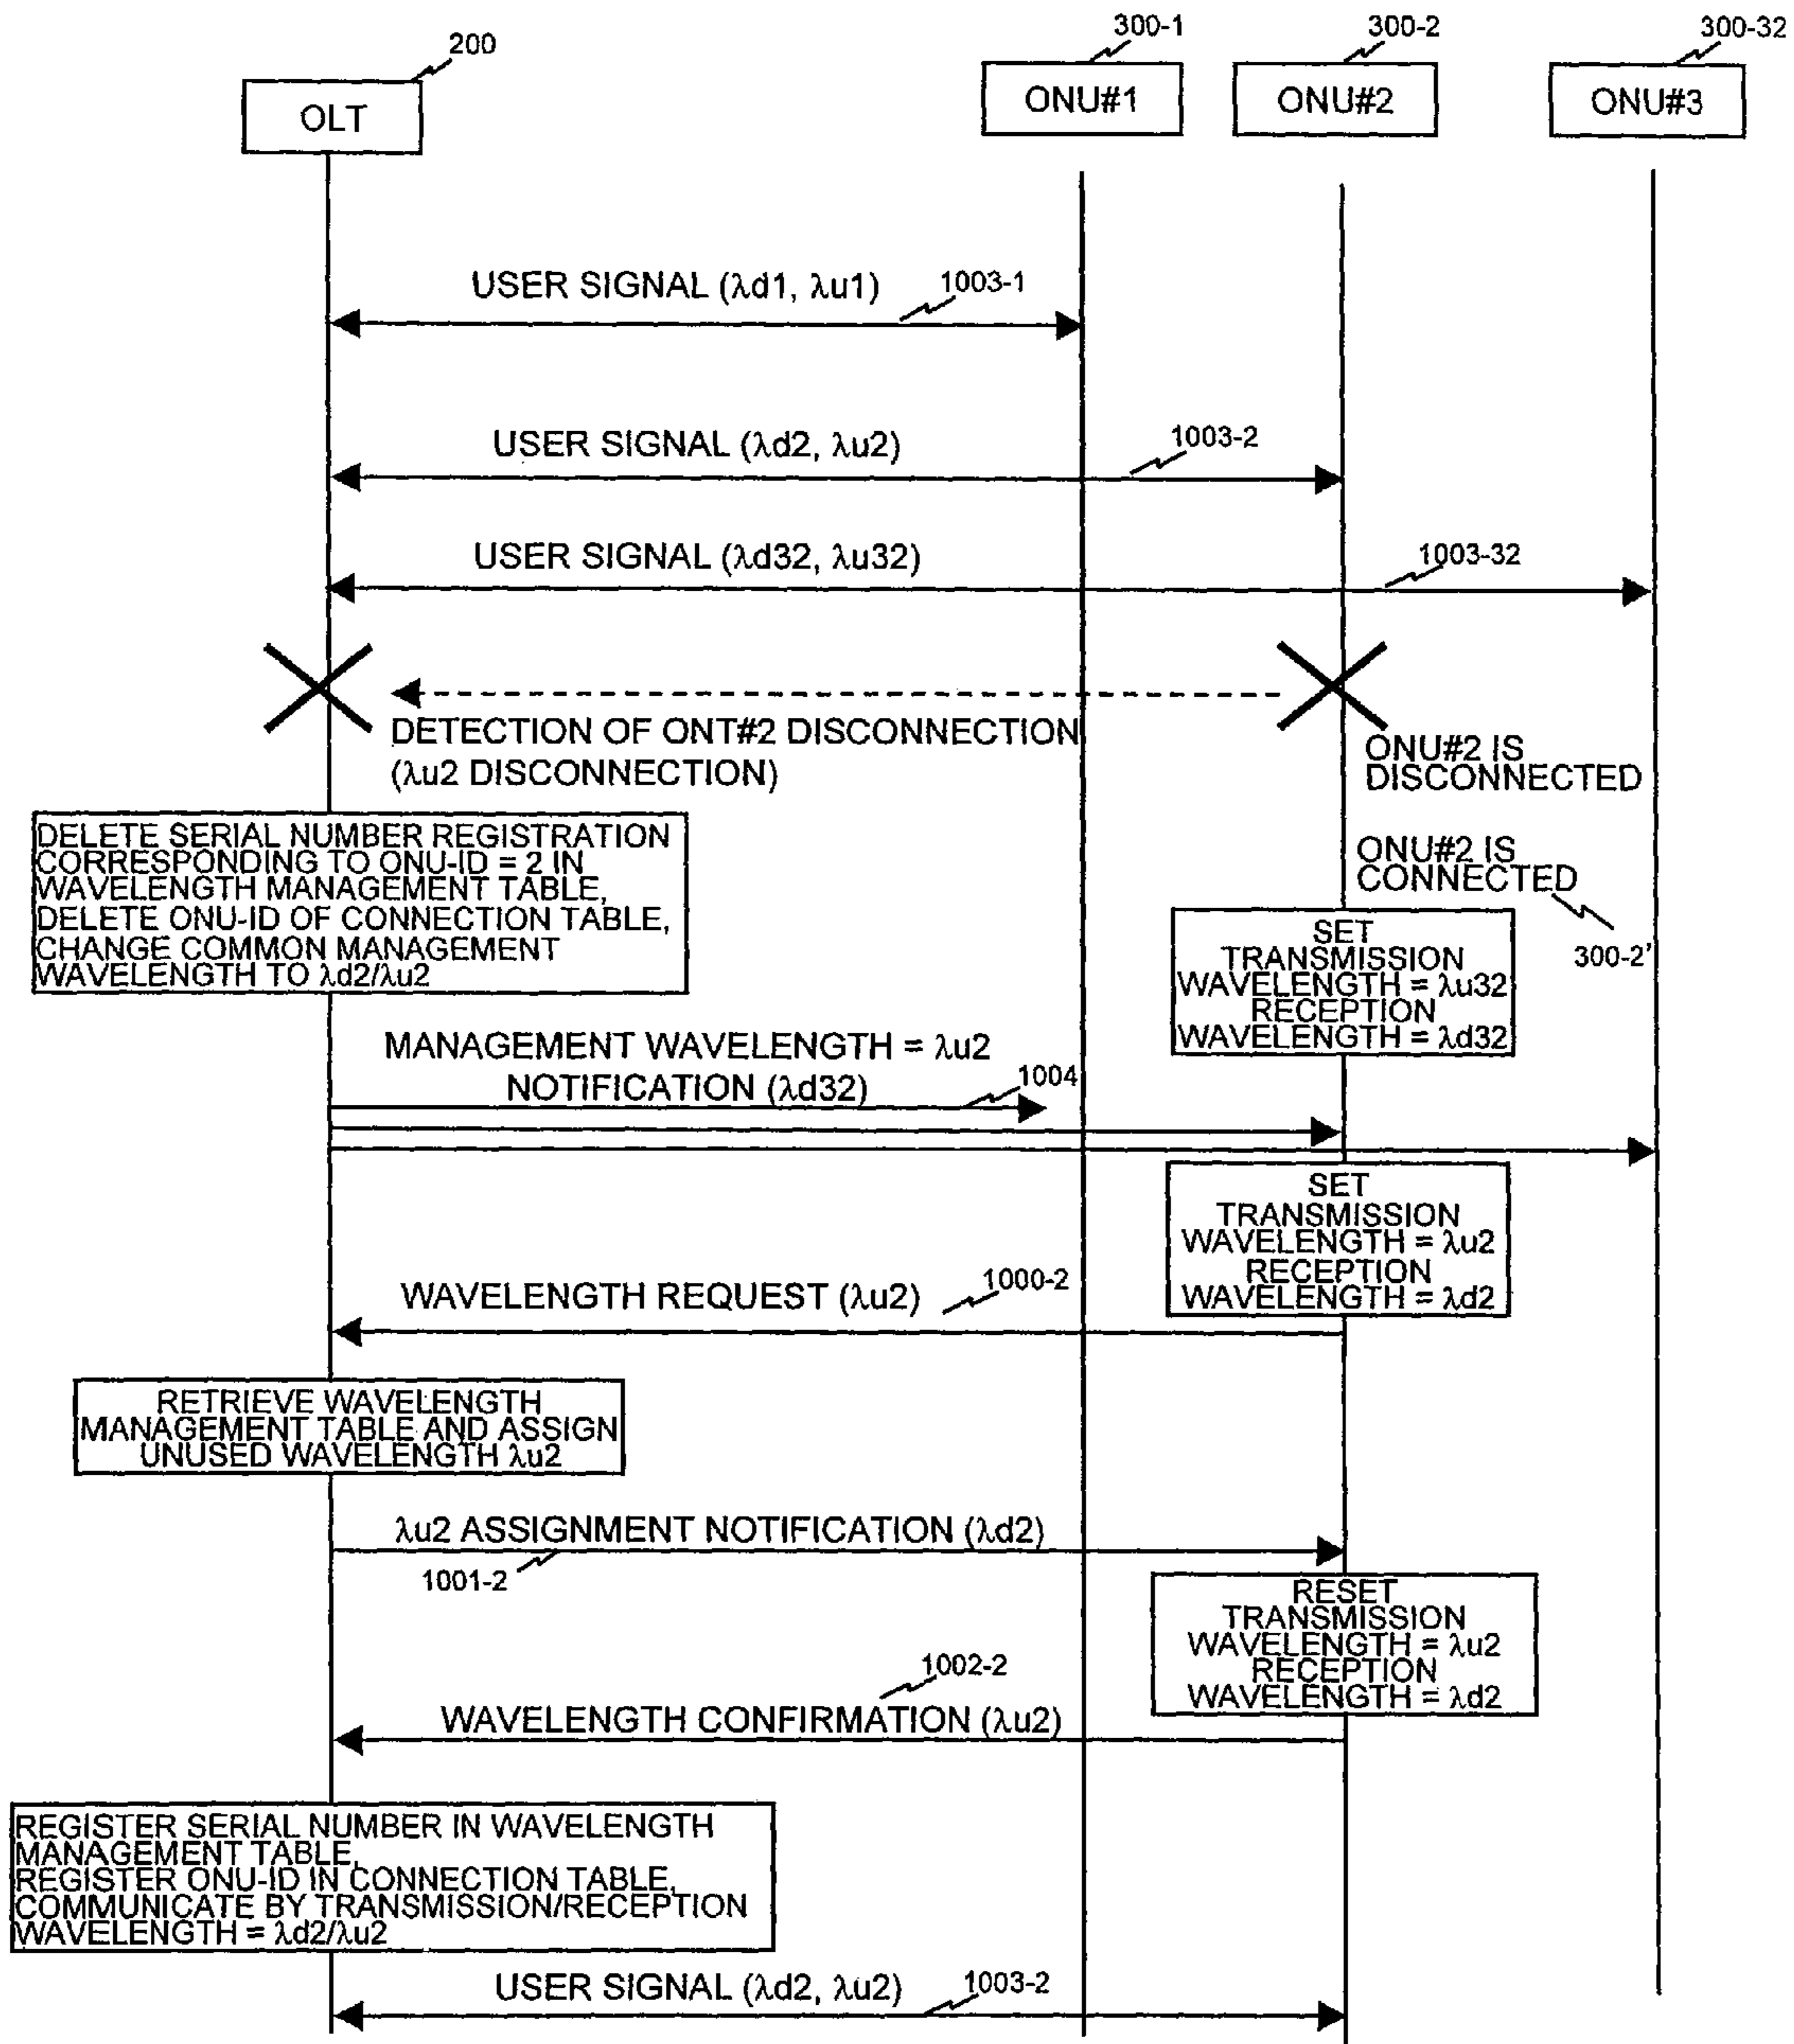 200
300-1
300-2
300-32
OLT
ONU#1
ONU#2
ONU#3
USER SIGNAL (λd1, λu1)
1003-1
USER SIGNAL (λd2, λu2)
1003-2
USER SIGNAL (λd32, λu32)
1003-32
DETECTION OF ONT#2 DISCONNECTION
(λu2 DISCONNECTION)
ONU#2 IS
DISCONNECTED
DELETE SERIAL NUMBER REGISTRATION
CORRESPONDING TO ONU-ID = 2 IN
WAVELENGTH MANAGEMENT TABLE,
DELETE ONU-ID OF CONNECTION TABLE,
CHANGE COMMON MANAGEMENT
WAVELENGTH TO λd2/λu2
ONU#2 IS
CONNECTED
300-2'
SET
TRANSMISSION
WAVELENGTH = λu32
RECEPTION
WAVELENGTH = λd32
MANAGEMENT WAVELENGTH = λu2
NOTIFICATION (λd32)
1004
SET
TRANSMISSION
WAVELENGTH = λu2
RECEPTION
WAVELENGTH = λd2
WAVELENGTH REQUEST (λu2)
1000-2
RETRIEVE WAVELENGTH
MANAGEMENT TABLE AND ASSIGN
UNUSED WAVELENGTH λu2
λu2 ASSIGNMENT NOTIFICATION (λd2)
1001-2
RESET
TRANSMISSION
WAVELENGTH = λu2
RECEPTION
WAVELENGTH = λd2
1002-2
WAVELENGTH CONFIRMATION (λu2)
REGISTER SERIAL NUMBER IN WAVELENGTH
MANAGEMENT TABLE,
REGISTER ONU-ID IN CONNECTION TABLE,
COMMUNICATE BY TRANSMISSION/RECEPTION
WAVELENGTH = λd2/λu2
USER SIGNAL (λd2, λu2)
1003-2